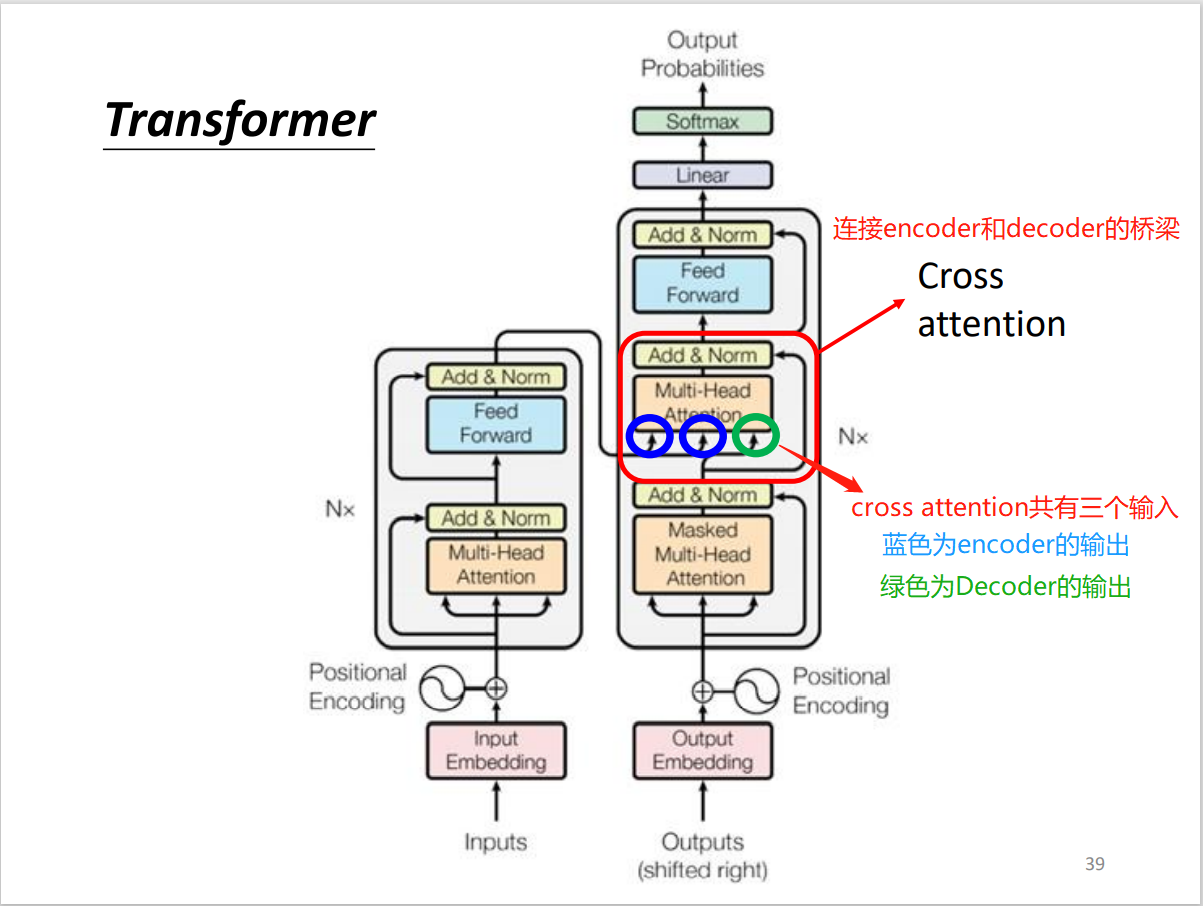 Transformer
Output
Probabilities
Softmax
Linear
Add & Norm
Feed
Forward
连接encoder和decoder的桥梁
Cross
attention
Add & Norm
Multi-Head
Attention
Nx
cross attention共有三个输入
蓝色为encoder的输出
绿色为Decoder的输出
Add & Norm
Masked
Multi-Head
Attention
Add & Norm
Feed
Forward
Nx
Add & Norm
Multi-Head
Attention
Positional
Encoding
Positional
Encoding
Input
Embedding
Output
Embedding
Inputs
Outputs
(shifted right)
39